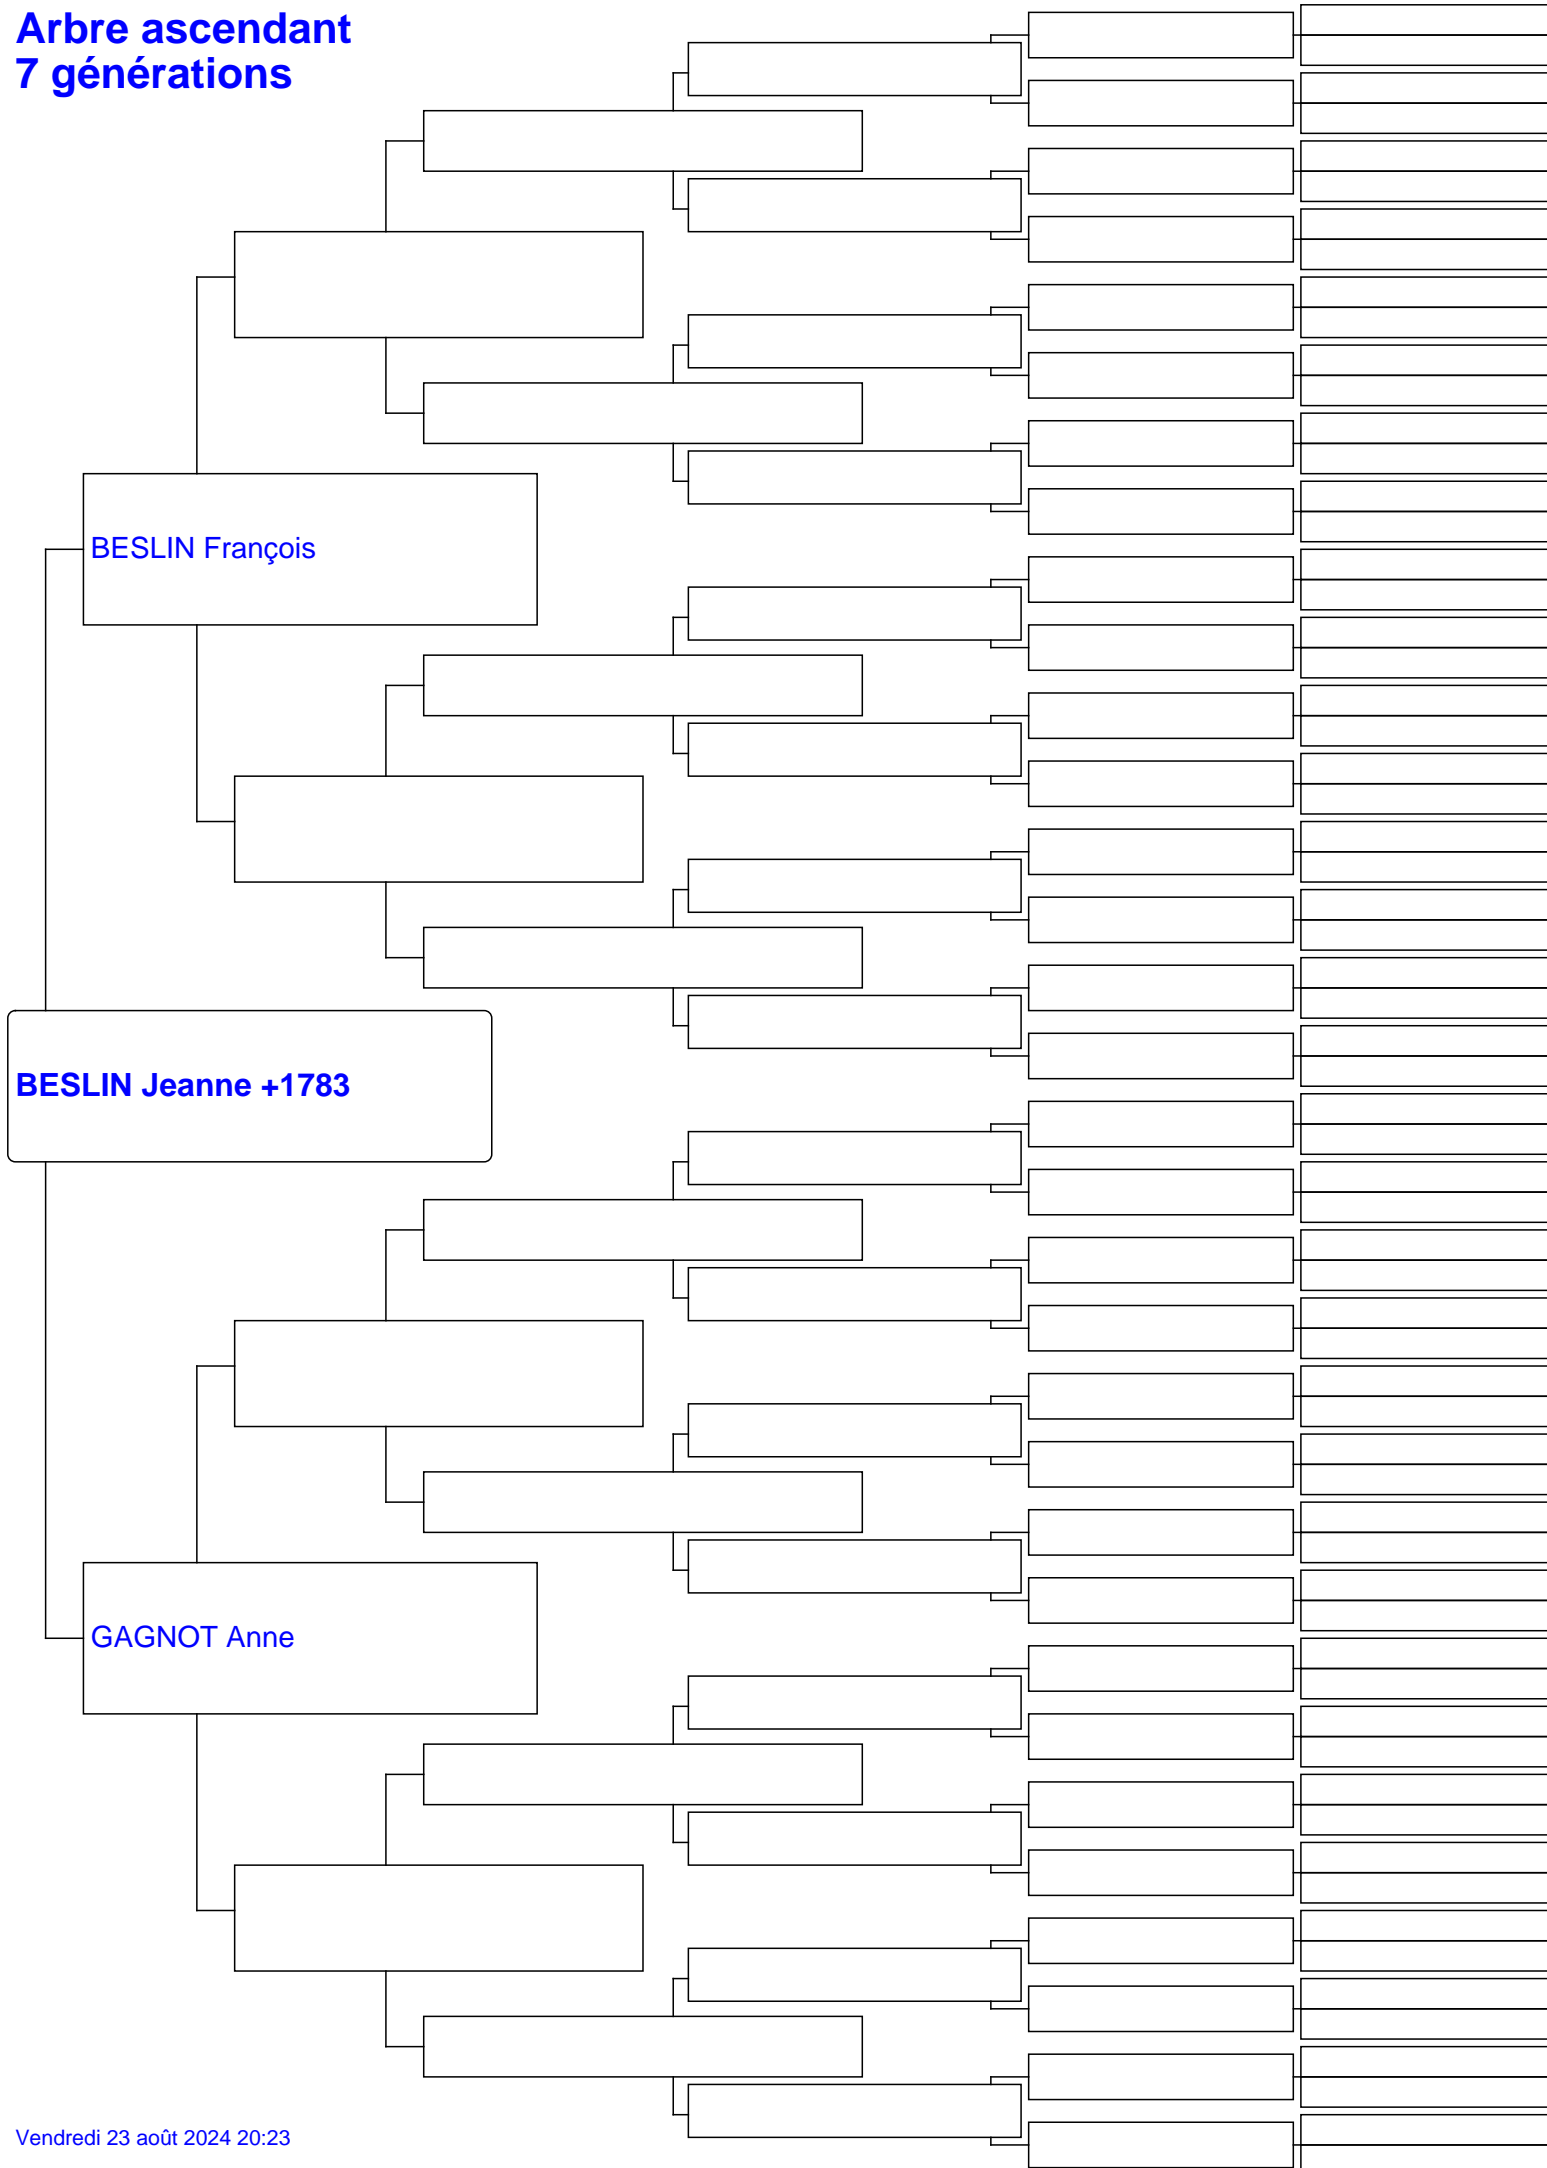 Arbre ascendant
7 générations
BESLIN François
BESLIN Jeanne +1783
GAGNOT Anne
Vendredi 23 août 2024 20:23